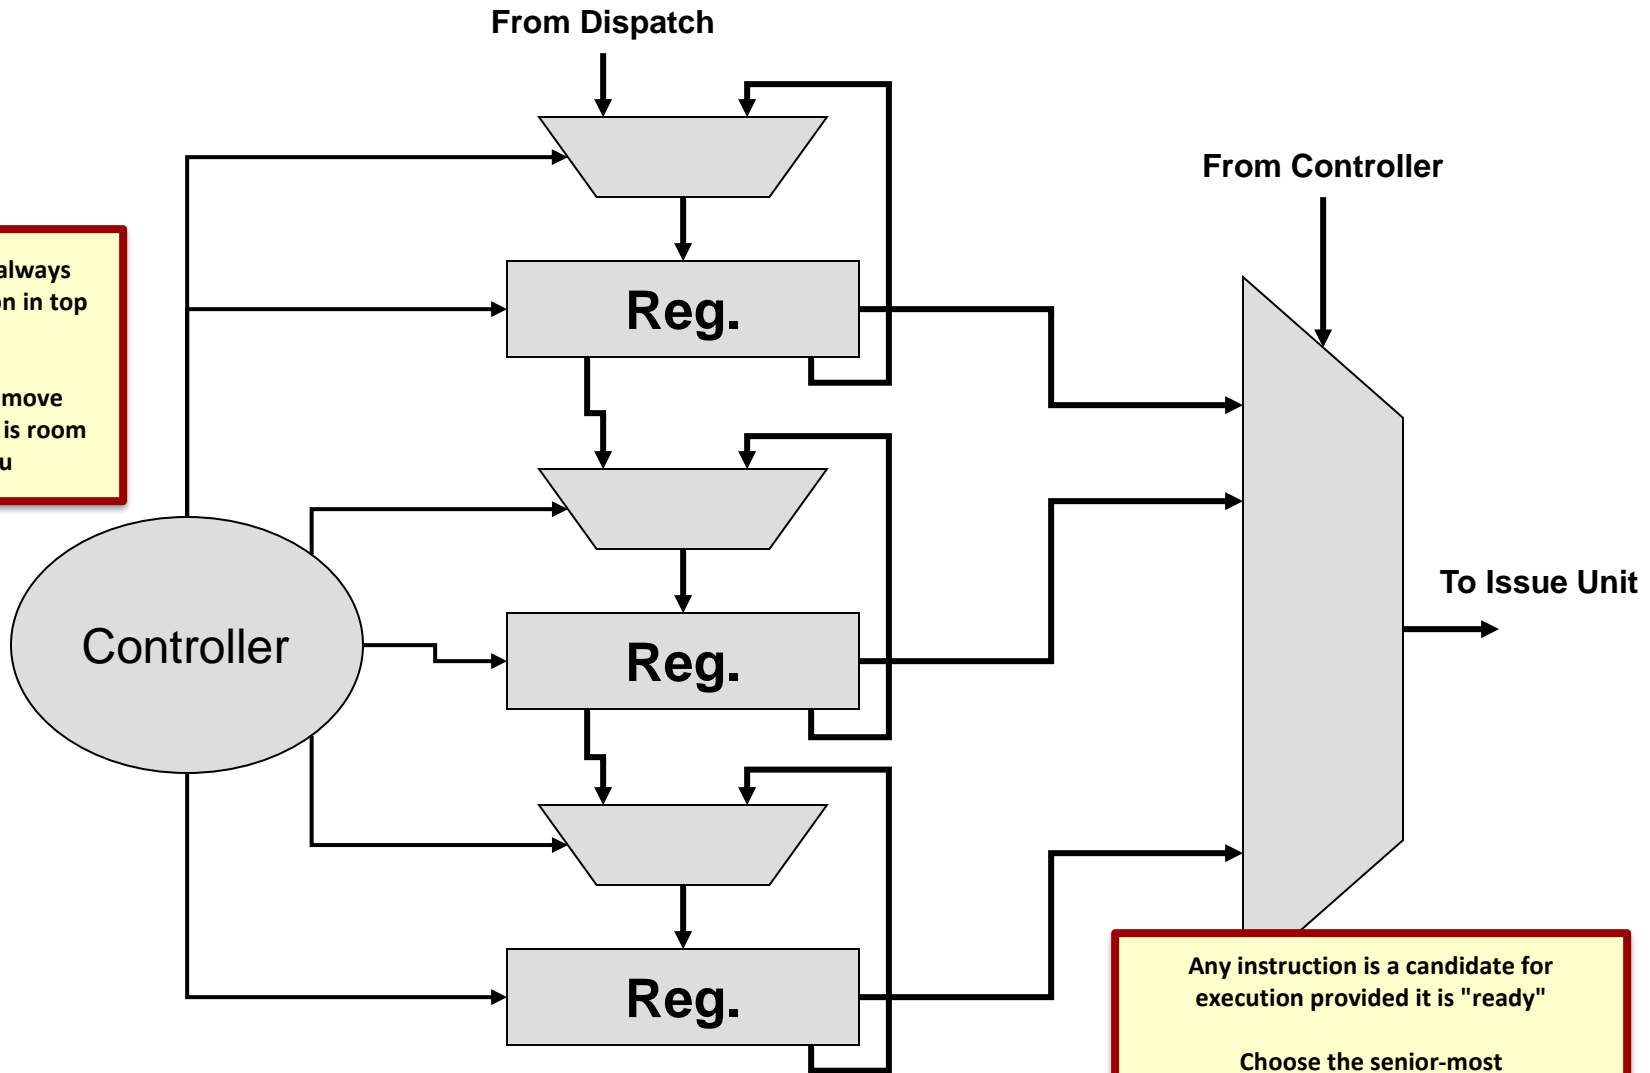 From Dispatch
From Controller
always
on in top
move
is room
u
Reg.
Controller
Reg.
To Issue Unit
Reg.
Any instruction is a candidate for
execution provided it is "ready"
Choose the senior-most